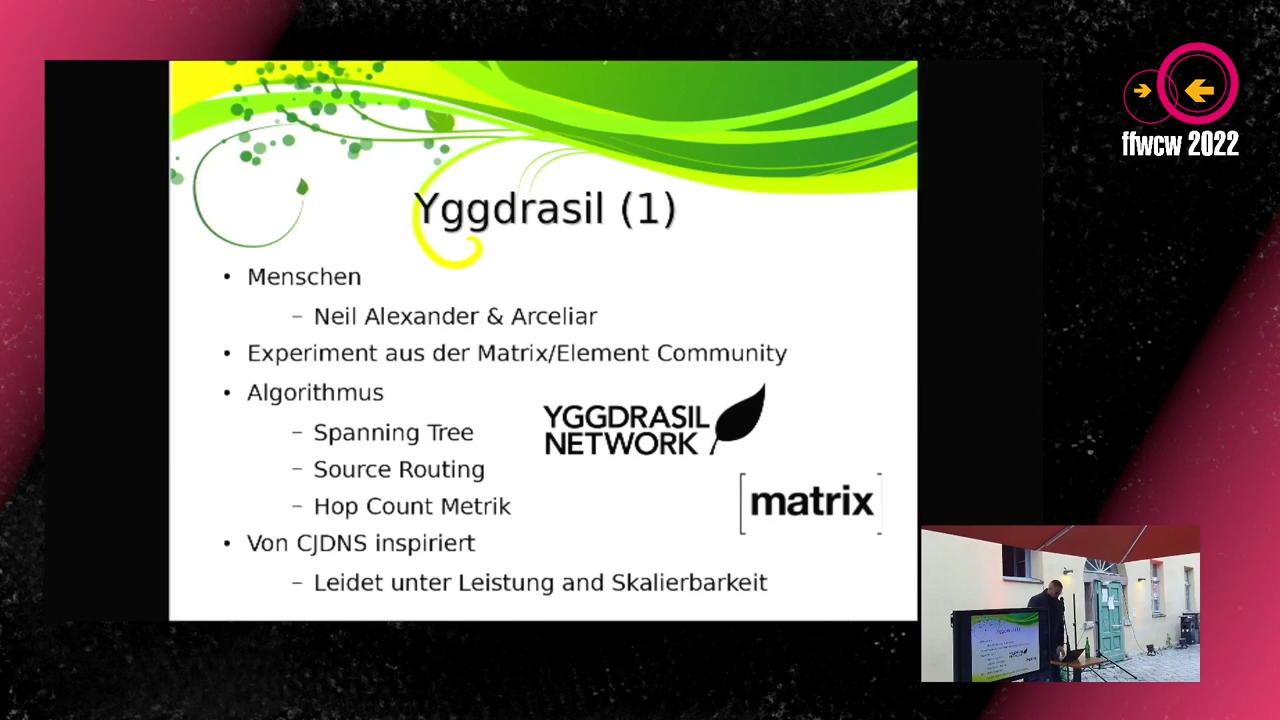 ffwcw 2022
Yggdrasil (1)
• Menschen
– Neil Alexander & Arceliar
• Experiment aus der Matrix/Element Community
• Algorithmus
– Spanning Tree
– Source Routing
– Hop Count Metrik
YGGDRASIL
NETWORK
[matrix]
• Von CJDNS inspiriert
– Leidet unter Leistung and Skalierbarkeit